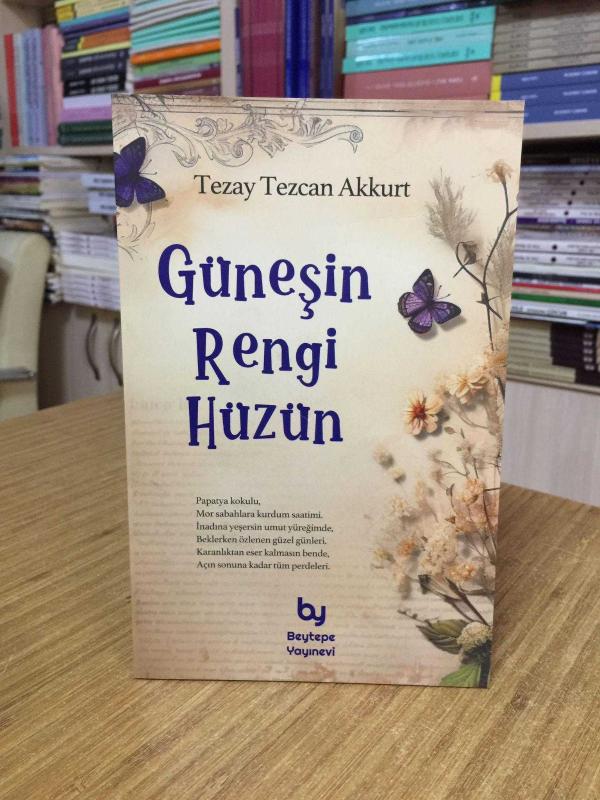 Tezay Tezcan Akkurt
Güneşin
Rengi
Hüzün
Papatya kokulu,
Mor sabahlara kurdum saatimi.
İnadına yeşersin umut yüreğimde,
Beklerken özlenen güzel günleri.
Karanlıktan eser kalmasın bende,
Açın sonuna kadar tüm perdeleri.
by
Beytepe
Yayınevi